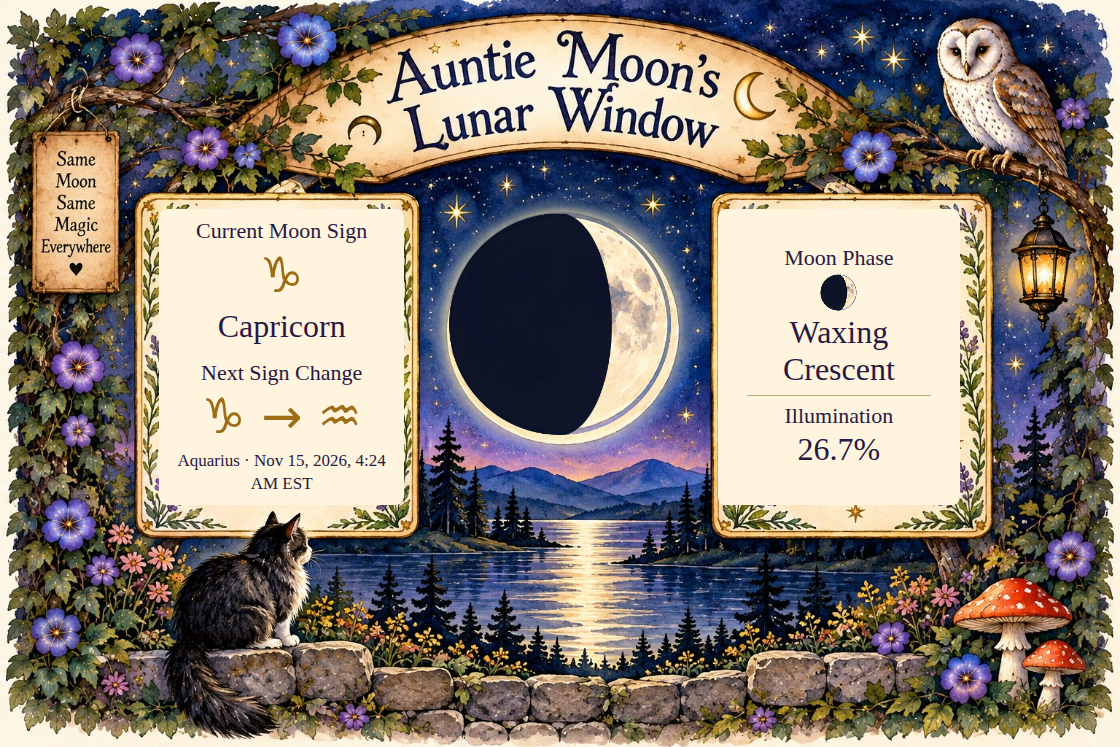 Auntie Moon's
Lunar Window
Same
Moon
Same
Magic
Everywhere
♥
Current Moon Sign
♑
Capricorn
Next Sign Change
♑ → ♒
Aquarius · Nov 15, 2026, 4:24
AM EST
Moon Phase
Waxing
Crescent
Illumination
26.7%